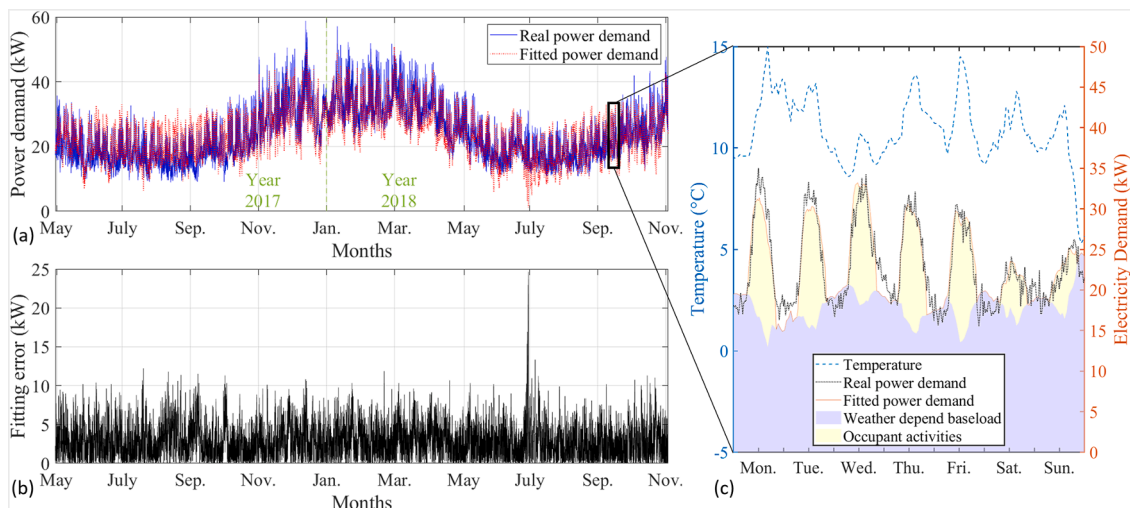 60
40
20
0
Power demand (kW)
Real power demand
Fitted power demand
Year
2017
Year
2018
May
July
Sep.
Nov.
Jan.
Mar.
May
July
Sep.
Nov.
(a)
Months
25
20
15
10
5
0
Fitting error (kW)
May
July
Sep.
Nov.
Jan.
Mar.
May
July
Sep.
Nov.
(b)
Months
15
10
5
0
-5
Temperature (°C)
50
45
40
35
30
25
20
15
10
5
0
Electricity Demand (kW)
Temperature
Real power demand
Fitted power demand
Weather depend baseload
Occupant activities
Mon.
Tue.
Wed.
Thu.
Fri.
Sat.
Sun.
(c)